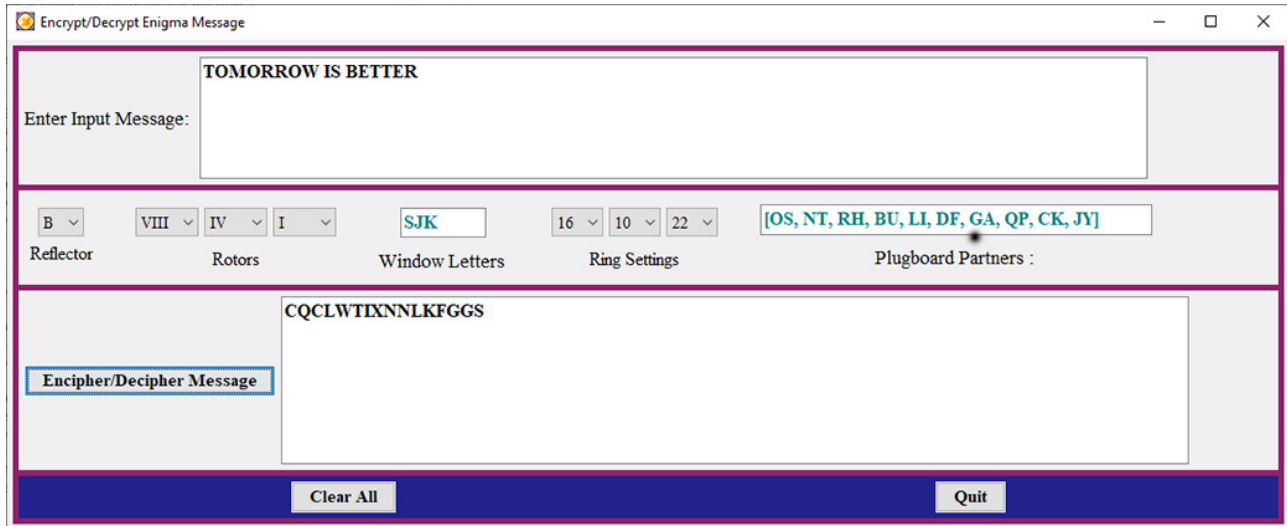 Encrypt/Decrypt Enigma Message
TOMORROW IS BETTER
Enter Input Message:
B VIII IV I SJK 16 10 22 [OS, NT, RH, BU, LI, DF, GA, QP, CK, JY]
Reflector Rotors Window Letters Ring Settings Plugboard Partners :
CQCLWTIXNNLKFGGS
Encipher/Decipher Message
Clear All Quit